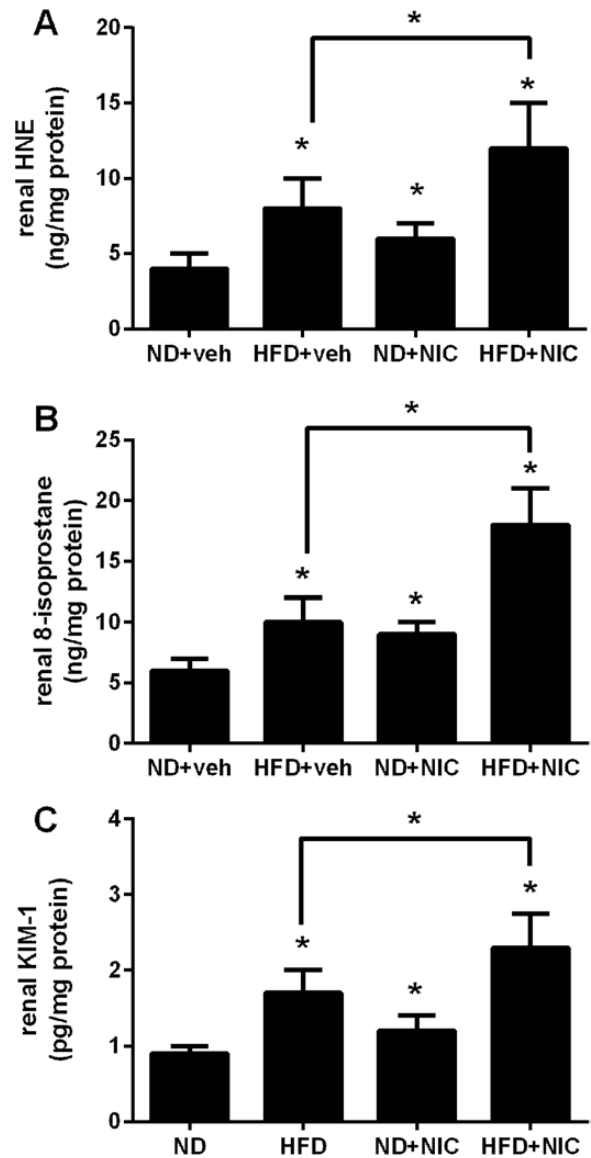 A
*
20
* *
15
*
10
5
0
renal HNE
(ng/mg protein)
ND+veh HFD+veh ND+NIC HFD+NIC
B
*
25
*
20
15
* *
10
5
0
renal 8-isoprostane
(ng/mg protein)
ND+veh HFD+veh ND+NIC HFD+NIC
C
*
4
*
3
* *
2
1
0
renal KIM-1
(pg/mg protein)
ND HFD ND+NIC HFD+NIC